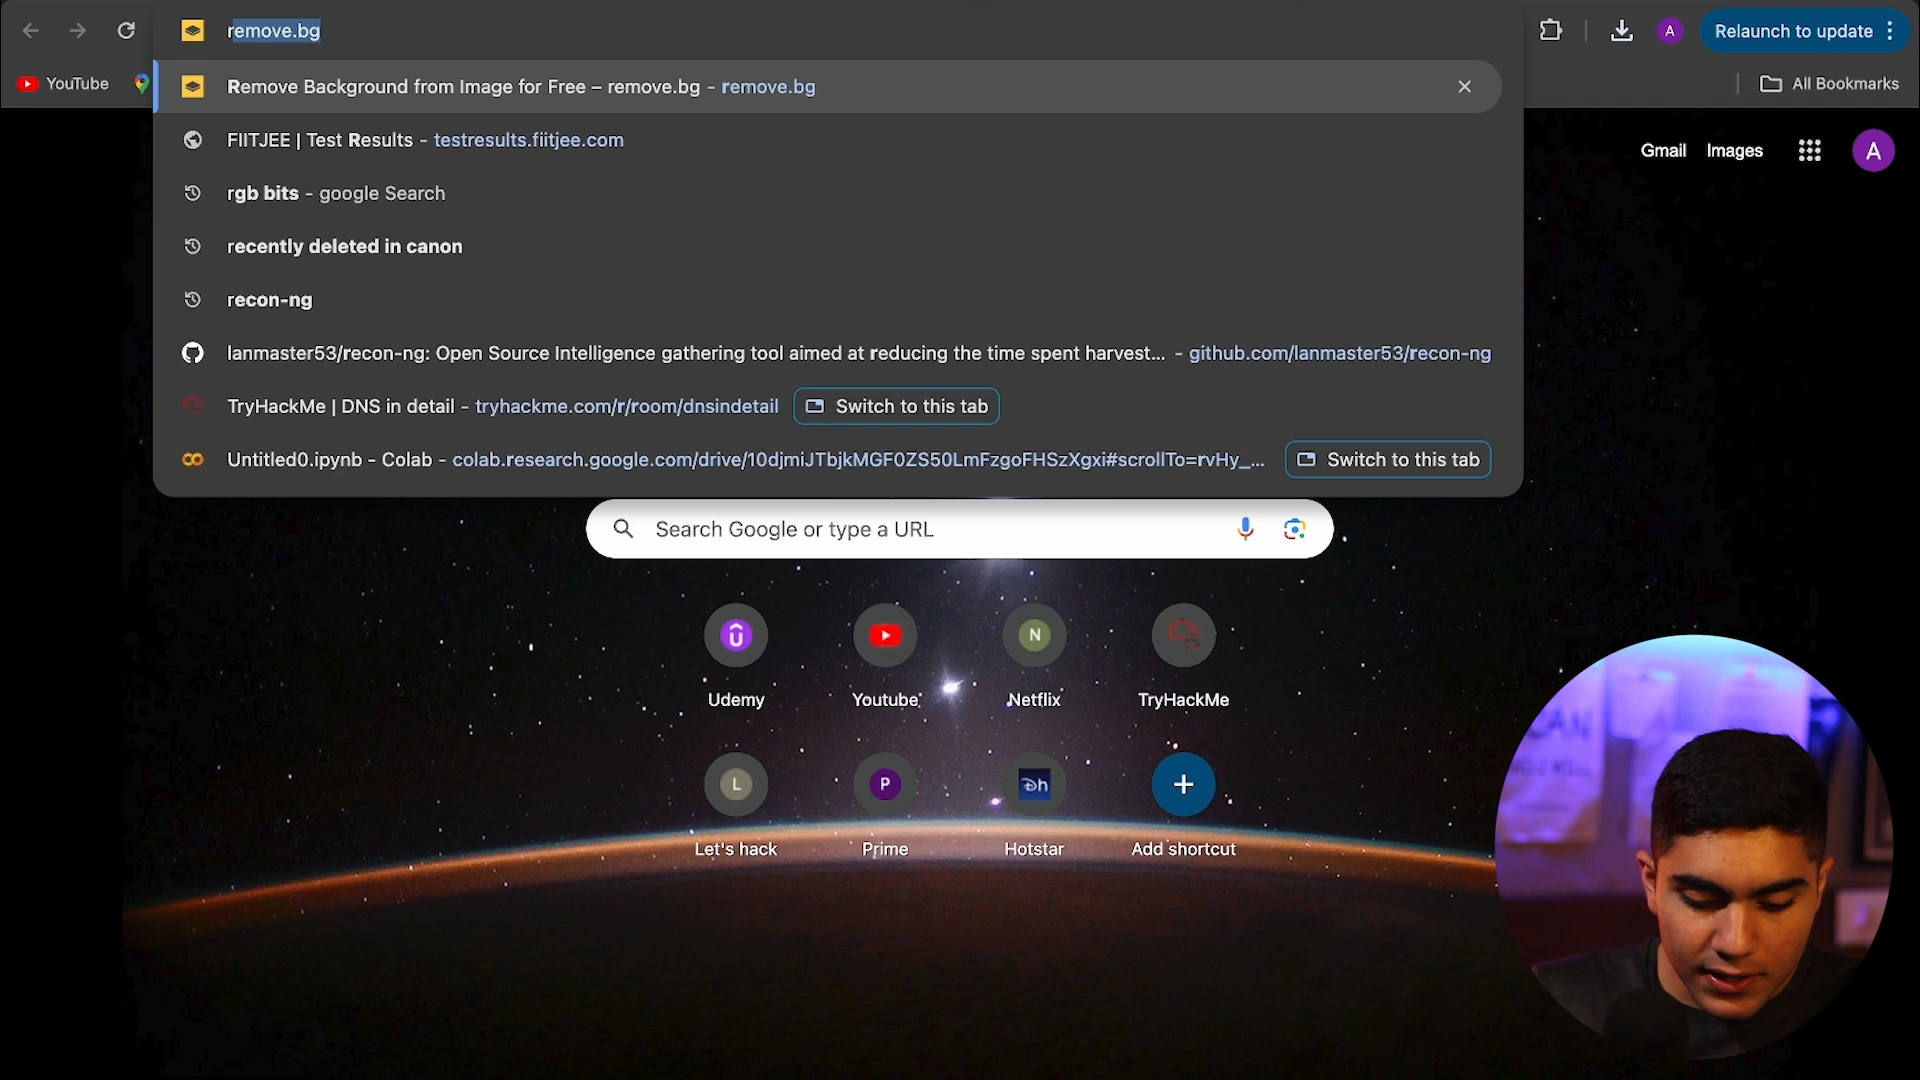 remove.bg
Relaunch to update
A
YouTube
All Bookmarks
Remove Background from Image for Free – remove.bg - remove.bg
FIITJEE | Test Results - testresults.fiitjee.com
Gmail
Images
A
rgb bits - google Search
recently deleted in canon
recon-ng
lanmaster53/recon-ng: Open Source Intelligence gathering tool aimed at reducing the time spent harvest... - github.com/lanmaster53/recon-ng
TryHackMe | DNS in detail - tryhackme.com/r/room/dnsindetail
Switch to this tab
Untitled0.ipynb - Colab - colab.research.google.com/drive/10djmiJTbjkMGF0ZS50LmFzgoFHSzXgxi#scrollTo=rvHy_...
Switch to this tab
Search Google or type a URL
N
Udemy
Youtube
Netflix
TryHackMe
L
P
Let's hack
Prime
Hotstar
Add shortcut